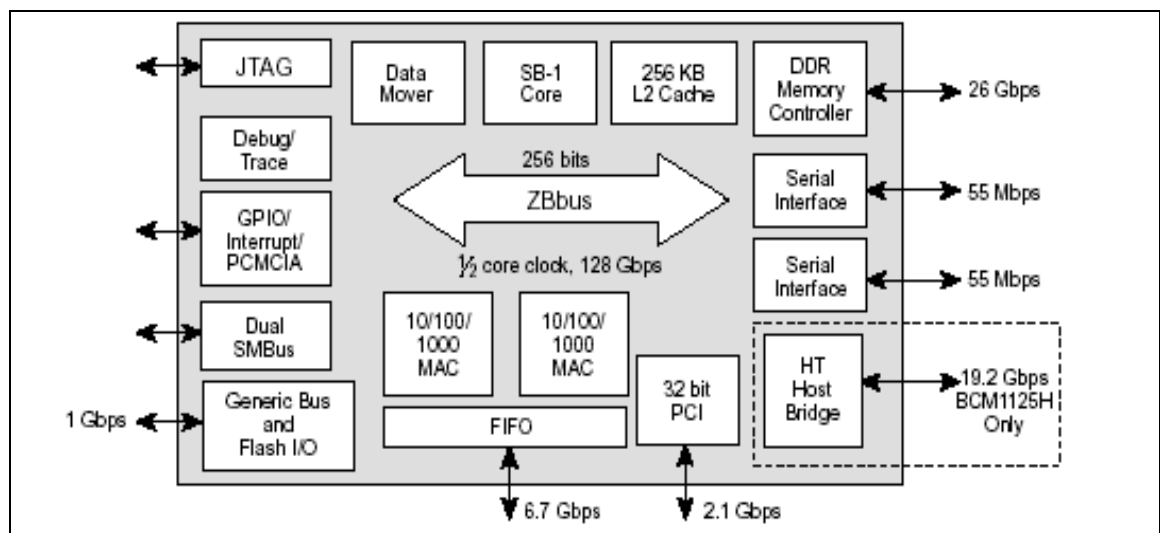 JTAG
Data
Mover
SB-1
Core
256 KB
L2 Cache
DDR
Memory
Controller
26 Gbps
Debug/
Trace
256 bits
ZBbus
½ core clock, 128 Gbps
Serial
Interface
55 Mbps
GPIO/
Interrupt/
PCMCIA
Serial
Interface
55 Mbps
Dual
SMBus
10/100/
1000
MAC
10/100/
1000
MAC
32 bit
PCI
HT
Host
Bridge
19.2 Gbps
BCM1125H
Only
1 Gbps
Generic Bus
and
Flash I/O
FIFO
6.7 Gbps
2.1 Gbps